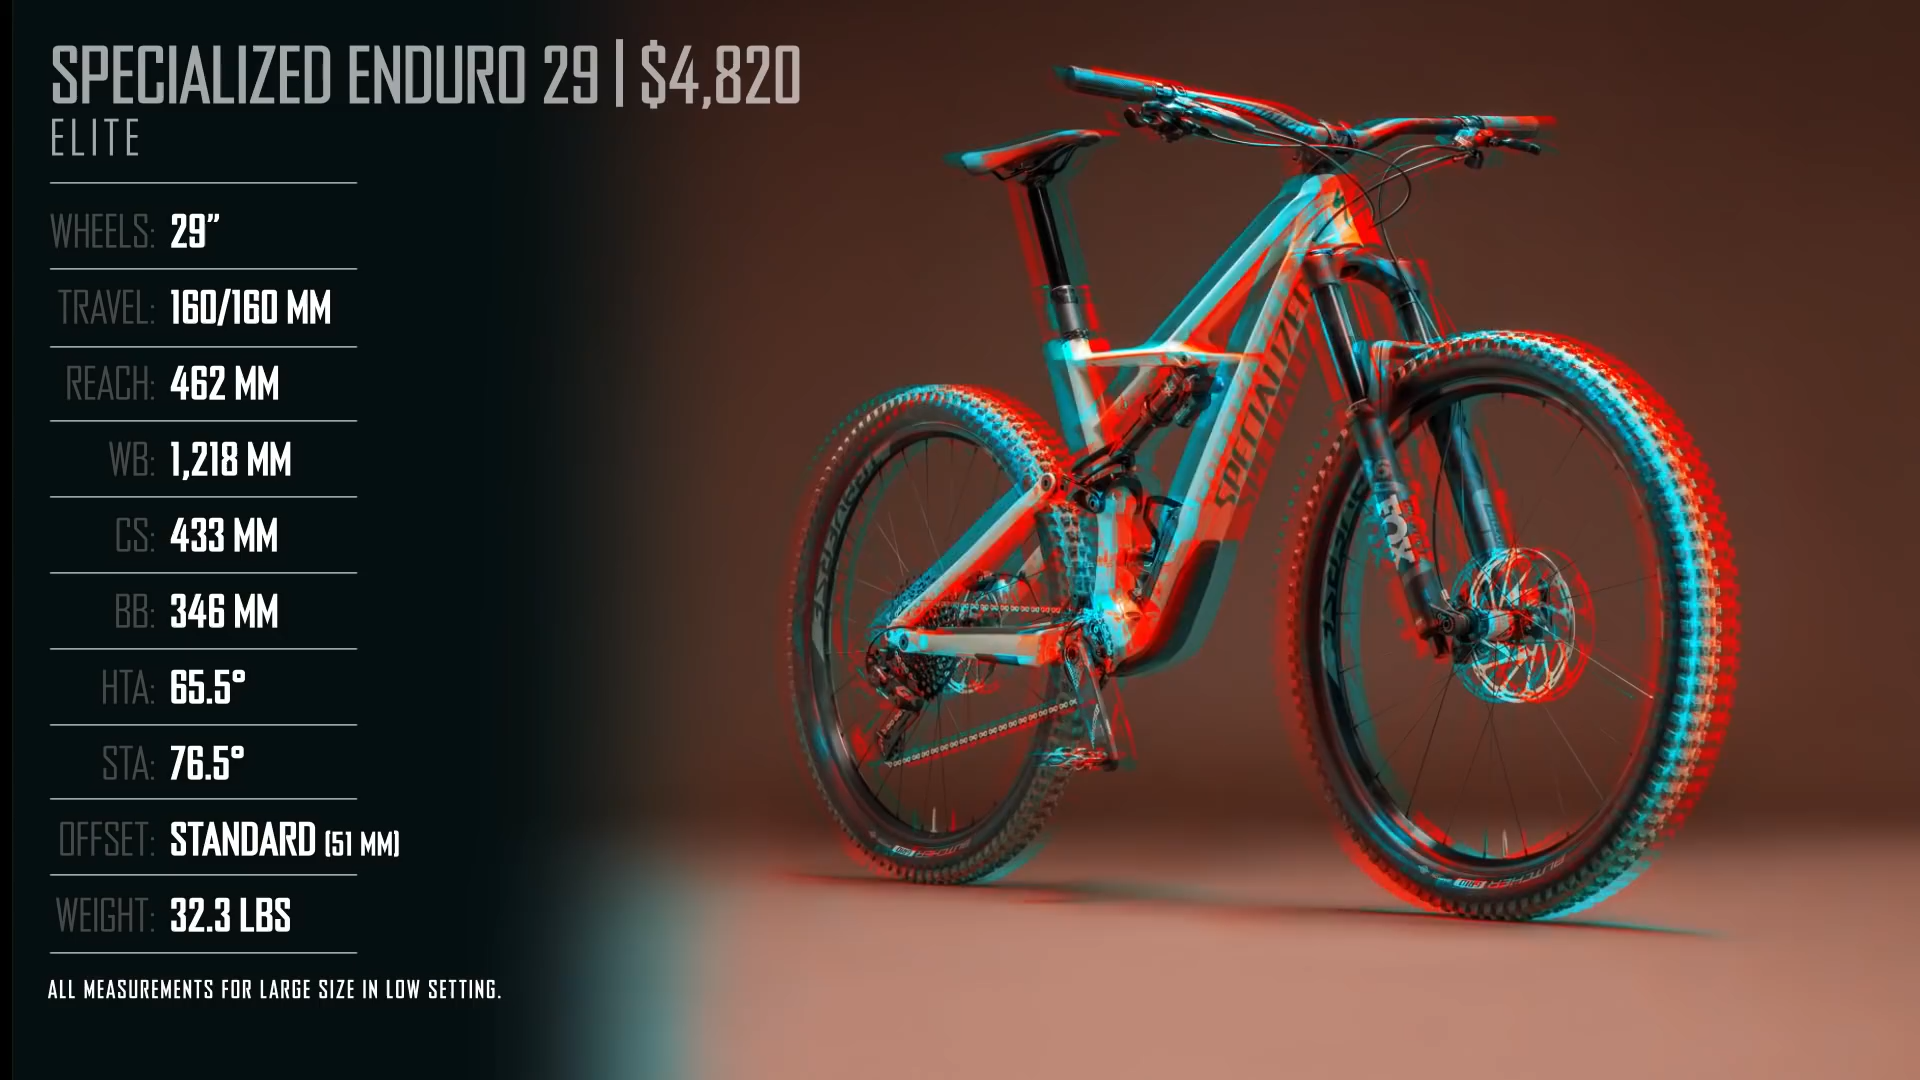 SPECIALIZED ENDURO 29 | $4,820
ELITE
WHEELS: 29”
TRAVEL: 160/160 MM
REACH: 462 MM
WB: 1,218 MM
CS: 433 MM
BB: 346 MM
HTA: 65.5°
STA: 76.5°
OFFSET: STANDARD (51 MM)
WEIGHT: 32.3 LBS
ALL MEASUREMENTS FOR LARGE SIZE IN LOW SETTING.
SPECIALIZED
FOX
TRAVERSE
BUTCHER